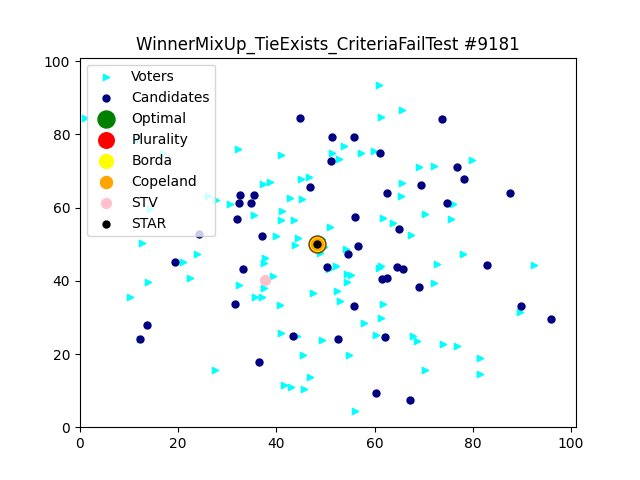 WinnerMixUp_TieExists_CriteriaFailTest #9181
100
80
60
40
20
0
Voters
Candidates
Optimal
Plurality
Borda
Copeland
STV
STAR
0 20 40 60 80 100